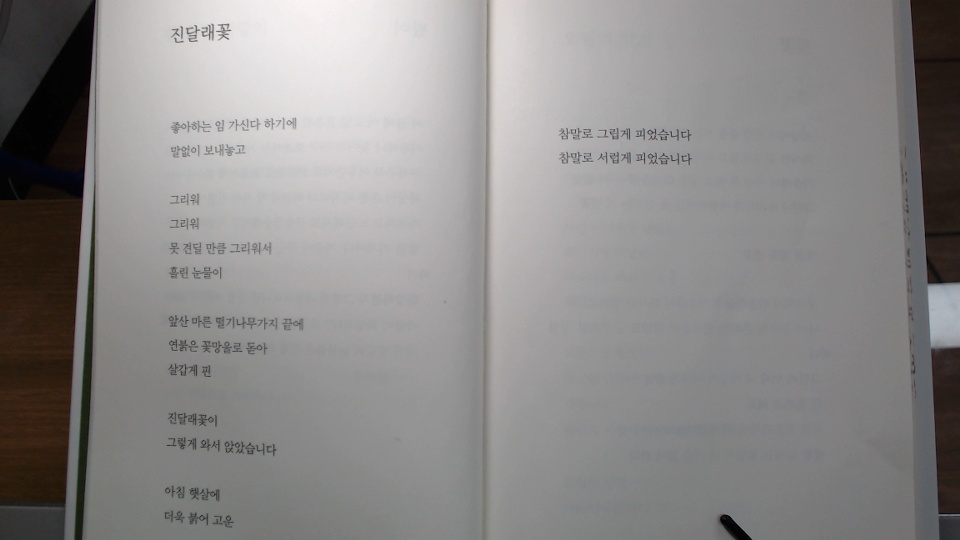 진달래꽃
좋아하는 임 가신다 하기에
말없이 보내놓고
그리워
그리워
못 견딜 만큼 그리워서
흘린 눈물이
앞산 마른 떨기나무가지 끝에
연붉은 꽃망울로 돋아
살갑게 핀
진달래꽃이
그렇게 와서 앉았습니다
아침 햇살에
더욱 붉어 고운
참말로 그립게 피었습니다
참말로 서럽게 피었습니다